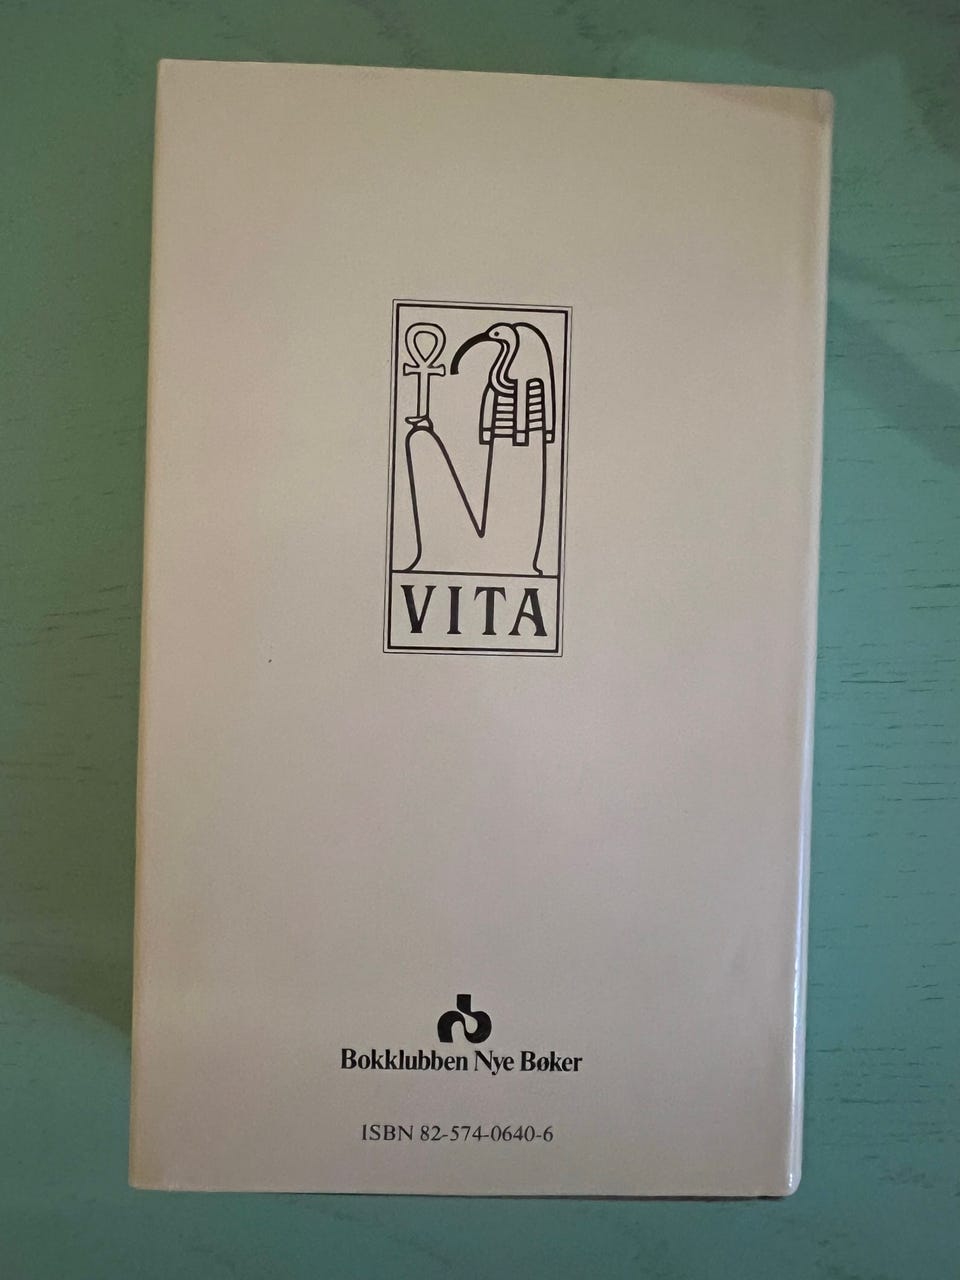 VITA
Bokklubben Nye Bøker
ISBN 82-574-0640-6